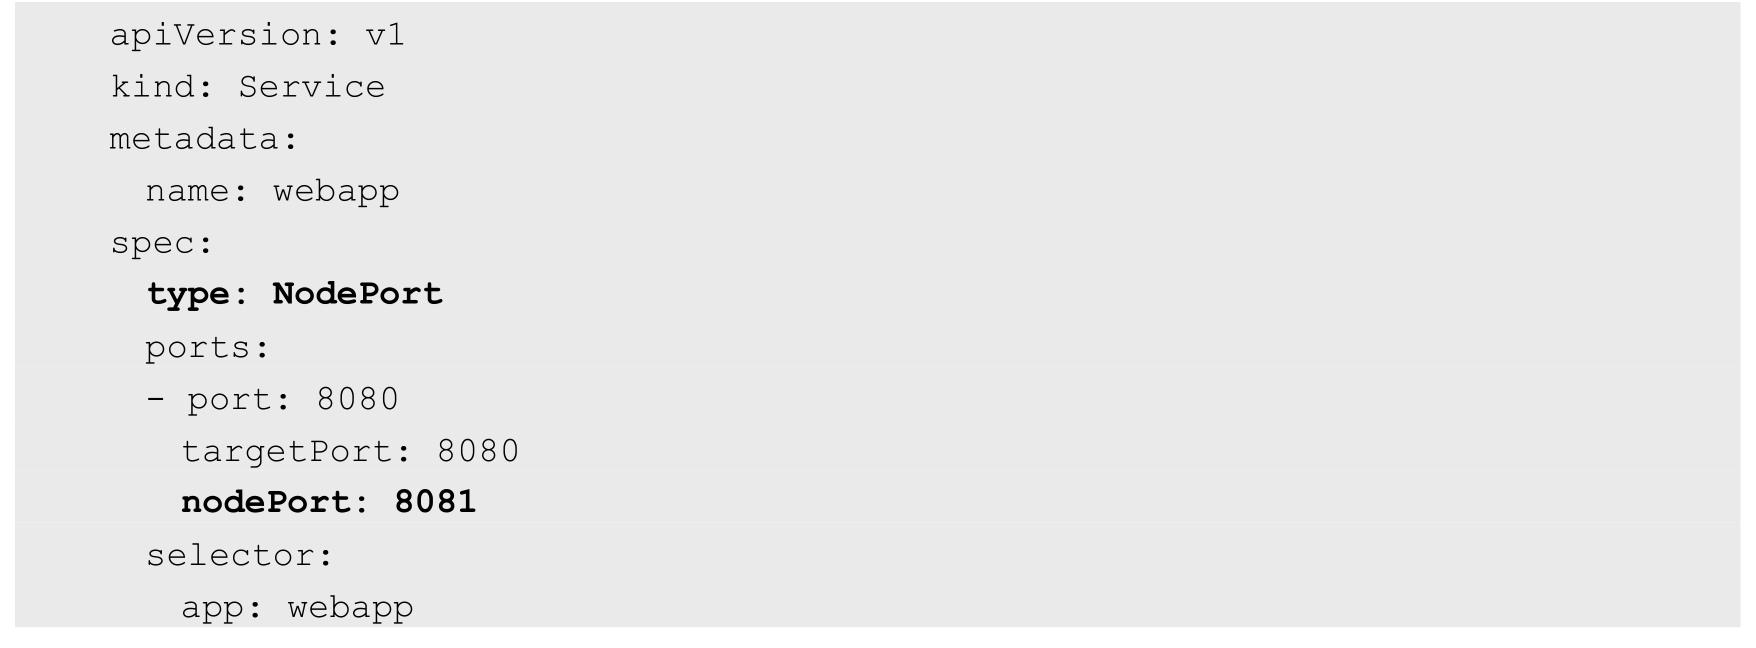 apiVersion: v1
kind: Service
metadata:
  name: webapp
spec:
  type: NodePort
  ports:
  - port: 8080
    targetPort: 8080
    nodePort: 8081
  selector:
    app: webapp